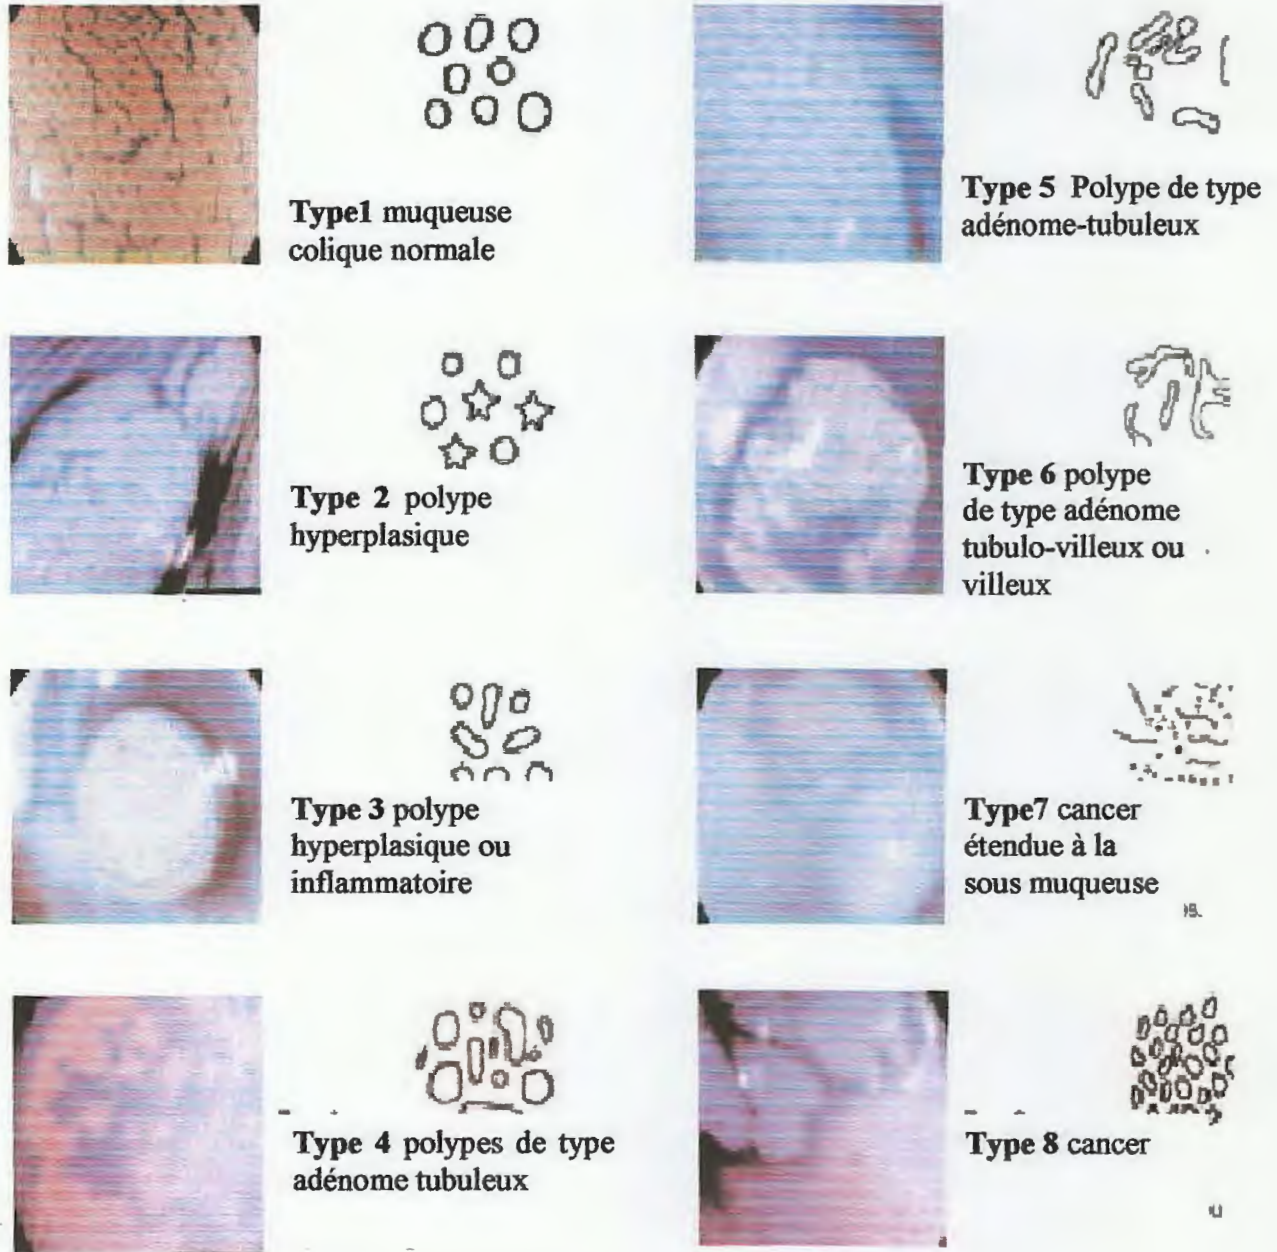 Type1 muqueuse
colique normale
Type 2 polype
hyperplasique
Type 3 polype
hyperplasique ou
inflammatoire
Type 4 polypes de type
adénome tubuleux
Type 5 Polype de type
adénome-tubuleux
Type 6 polype
de type adénome
tubulo-villeux ou
villeux
Type7 cancer
étendue à la
sous muqueuse
Type 8 cancer